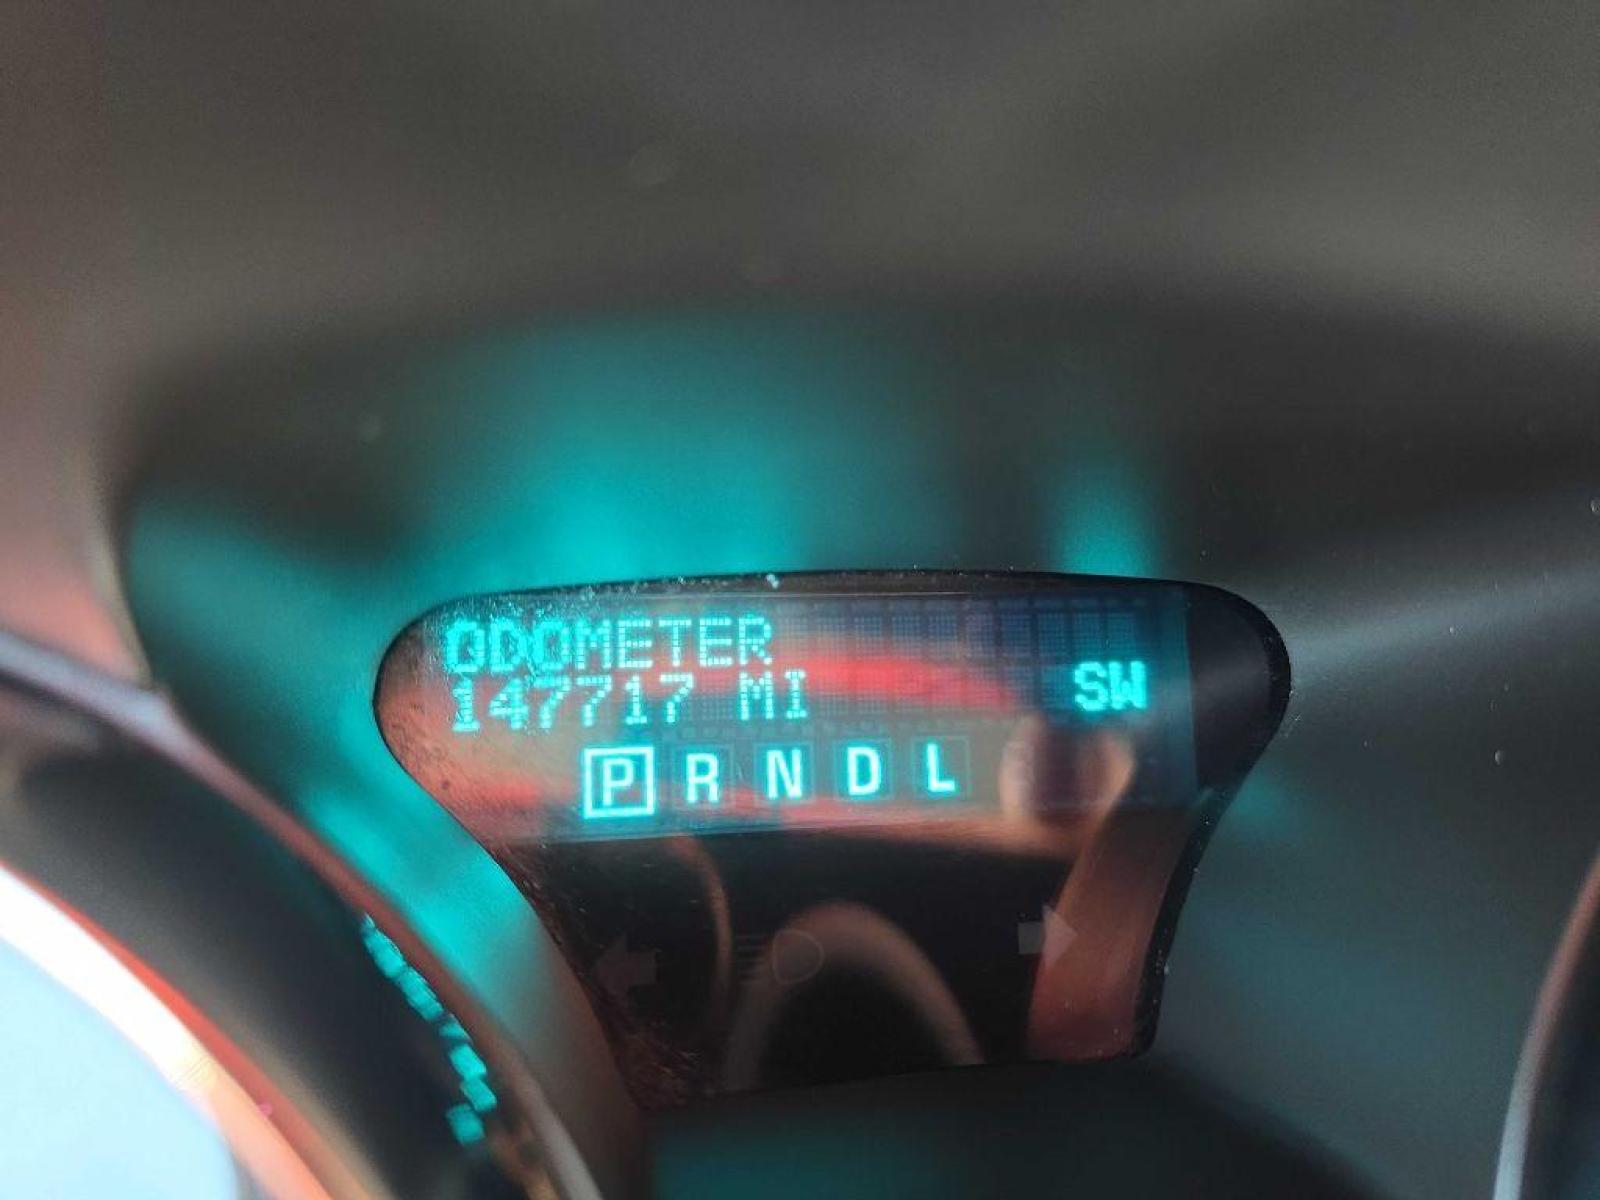 ODOMETER
147717 MI SW
P R N D L